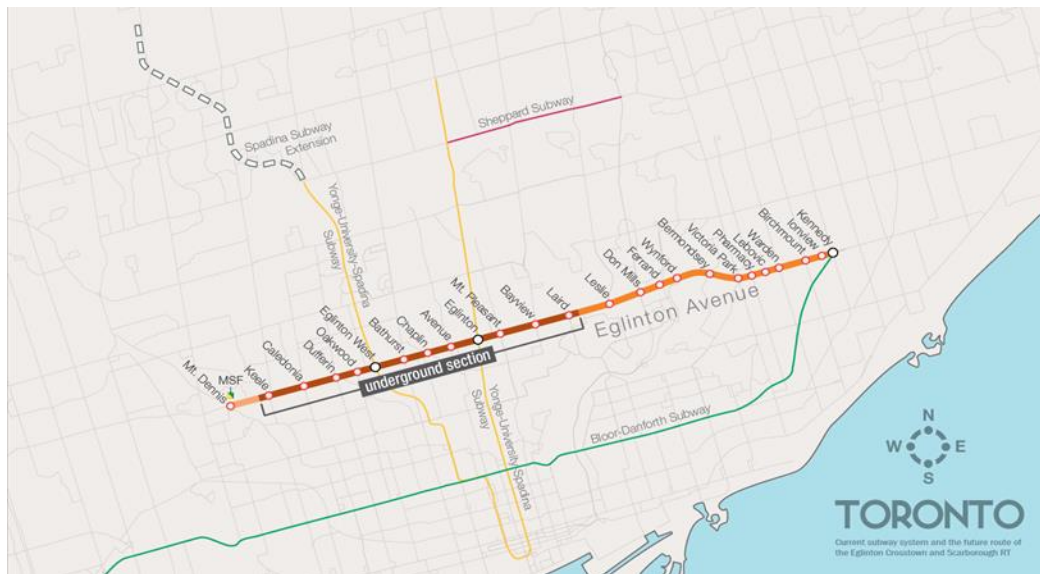 Spadina Subway
Extension
Sheppard Subway
Yonge-University-Spadina
Subway
Mt. Dennis
MSF
Keele
Caledonia
Dufferin
Oakwood
Eglinton West
Bathurst
Chaplin
Avenue
Eglinton
Mt. Pleasant
Bayview
Laird
Leslie
Don Mills
Ferrand
Wynford
Bermondsey
Victoria Park
Pharmacy
Lebovic
Warden
Birchmount
Ionview
Kennedy
Eglinton Avenue
underground section
Yonge-University-Spadina
Subway
Bloor-Danforth Subway
N
W
E
S
TORONTO
Current subway system and the future route of
the Eglinton Crosstown and Scarborough RT